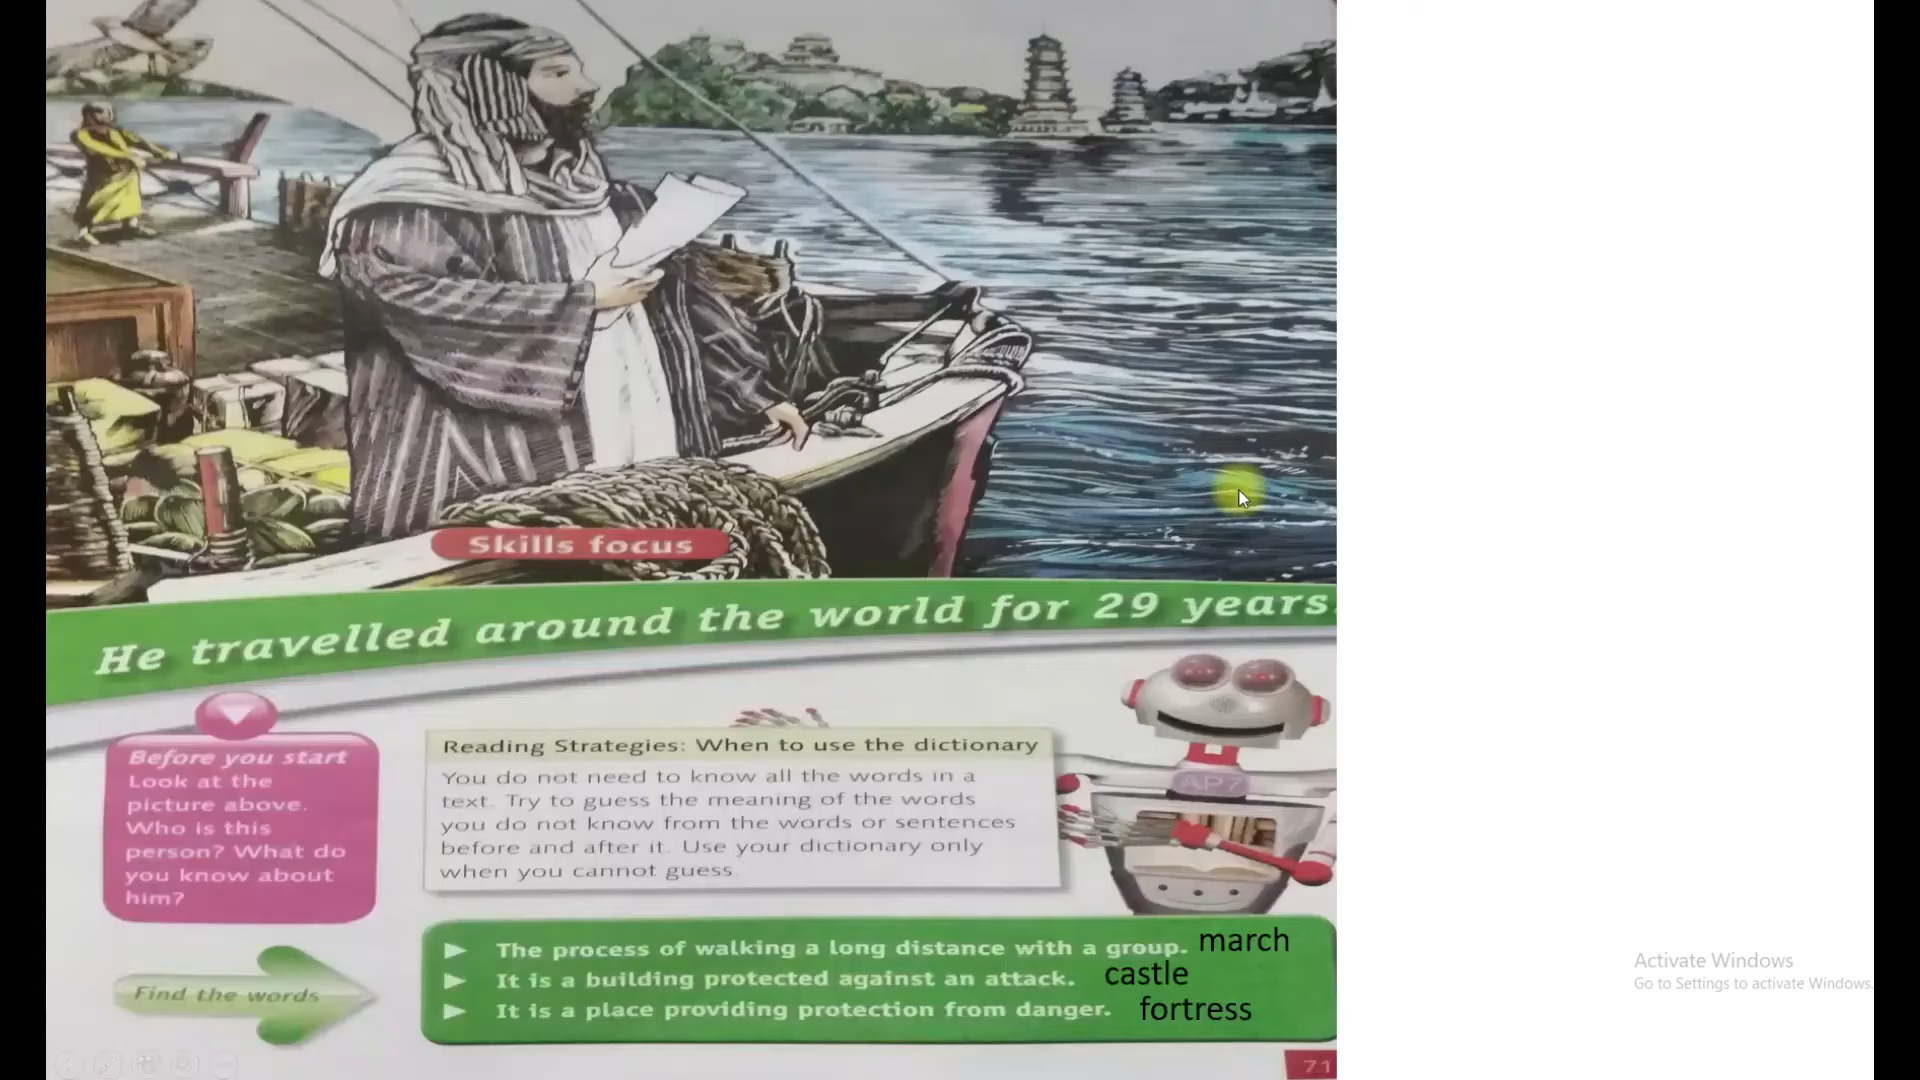 Skills focus
He travelled around the world for 29 years.
Before you start
Look at the
picture above.
Who is this
person? What do
you know about
him?
Reading Strategies: When to use the dictionary
You do not need to know all the words in a
text. Try to guess the meaning of the words
you do not know from the words or sentences
before and after it. Use your dictionary only
when you cannot guess.
AP7
Find the words
The process of walking a long distance with a group. march
It is a building protected against an attack. castle
It is a place providing protection from danger. fortress
71
Activate Windows
Go to Settings to activate Windows.